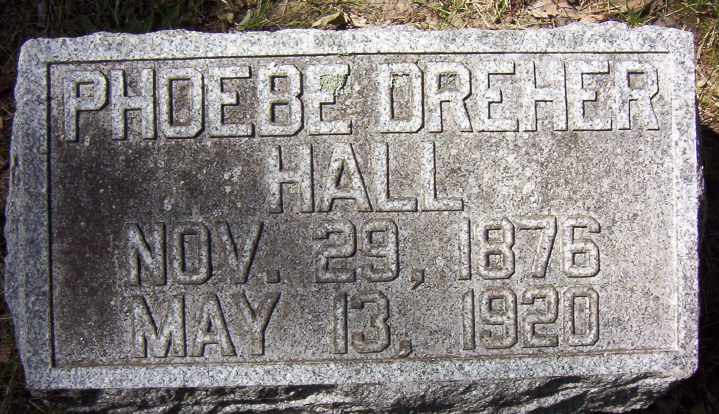 PHOEBE DREHER
HALL
NOV. 29, 1876
MAY 13, 1920